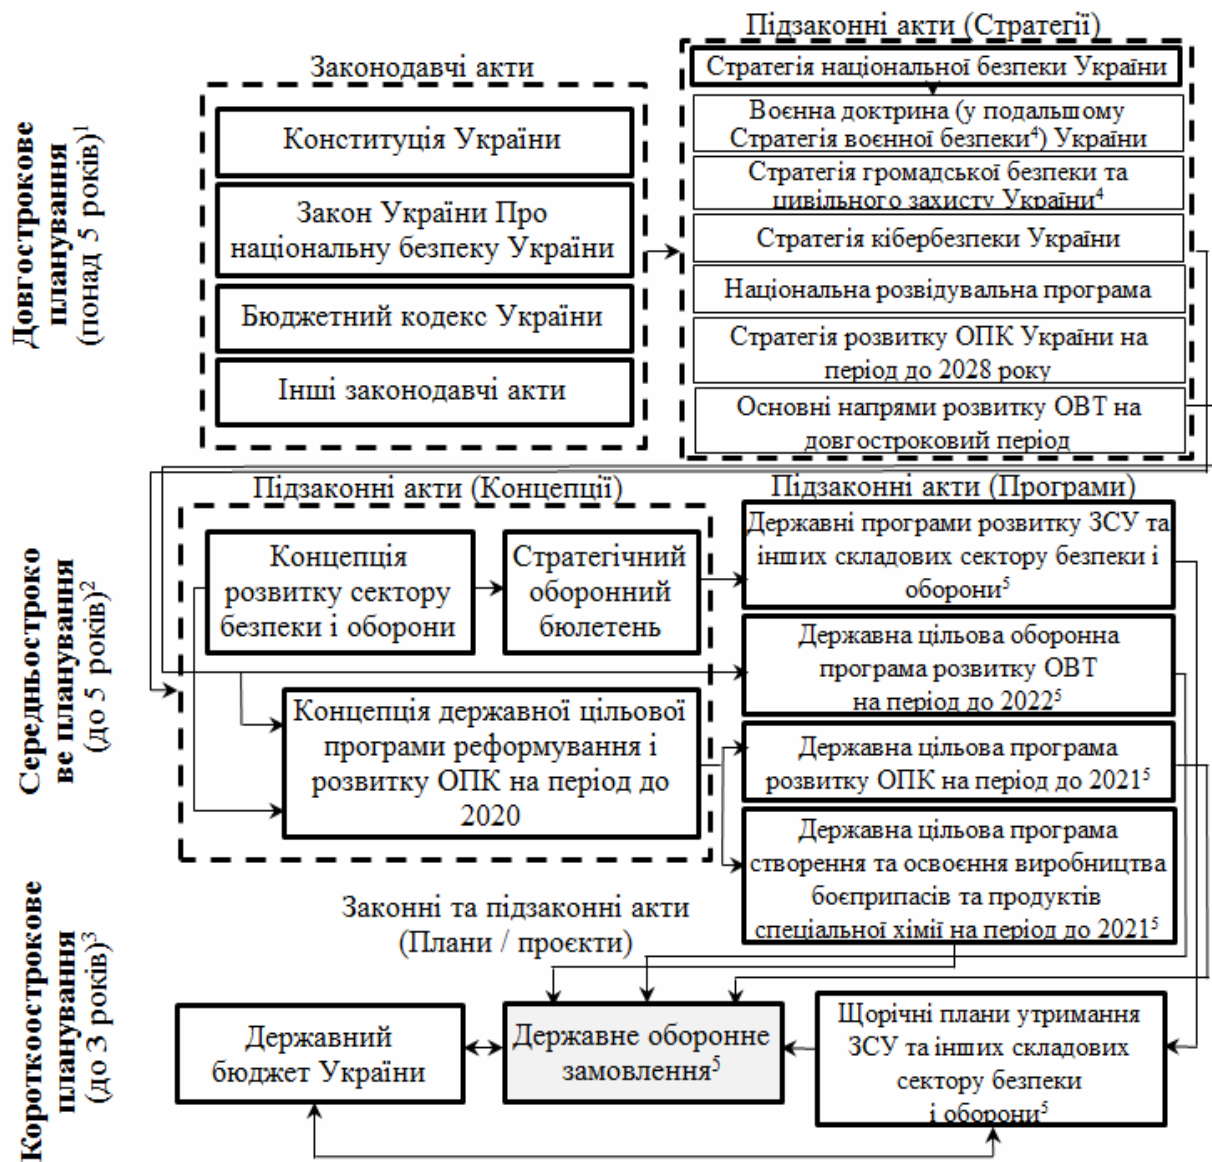 Довгострокове
планування
(понад 5 років)1
Законодавчі акти
Конституція України
Закон України Про
національну безпеку України
Бюджетний кодекс України
Інші законодавчі акти
Підзаконні акти (Стратегії)
Стратегія національної безпеки України
Воєнна доктрина (у подальшому
Стратегія воєнної безпеки4) України
Стратегія громадської безпеки та
цивільного захисту України4
Стратегія кібербезпеки України
Національна розвідувальна програма
Стратегія розвитку ОПК України на
період до 2028 року
Основні напрями розвитку ОВТ на
довгостроковий період
Середньостроко
ве планування
(до 5 років)2
Підзаконні акти (Концепції)
Концепція
розвитку сектору
безпеки і оборони
Стратегічний
оборонний
бюлетень
Концепція державної цільової
програми реформування і
розвитку ОПК на період до
2020
Підзаконні акти (Програми)
Державні програми розвитку ЗСУ та
інших складових сектору безпеки і
оборони5
Державна цільова оборонна
програма розвитку ОВТ
на період до 20225
Державна цільова програма
розвитку ОПК на період до 20215
Державна цільова програма
створення та освоєння виробництва
боєприпасів та продуктів
спеціальної хімії на період до 20215
Короткоострокове
планування
(до 3 років)3
Законні та підзаконні акти
(Плани / проєкти)
Державний
бюджет України
Державне оборонне
замовлення5
Щорічні плани утримання
ЗСУ та інших складових
сектору безпеки
і оборони5